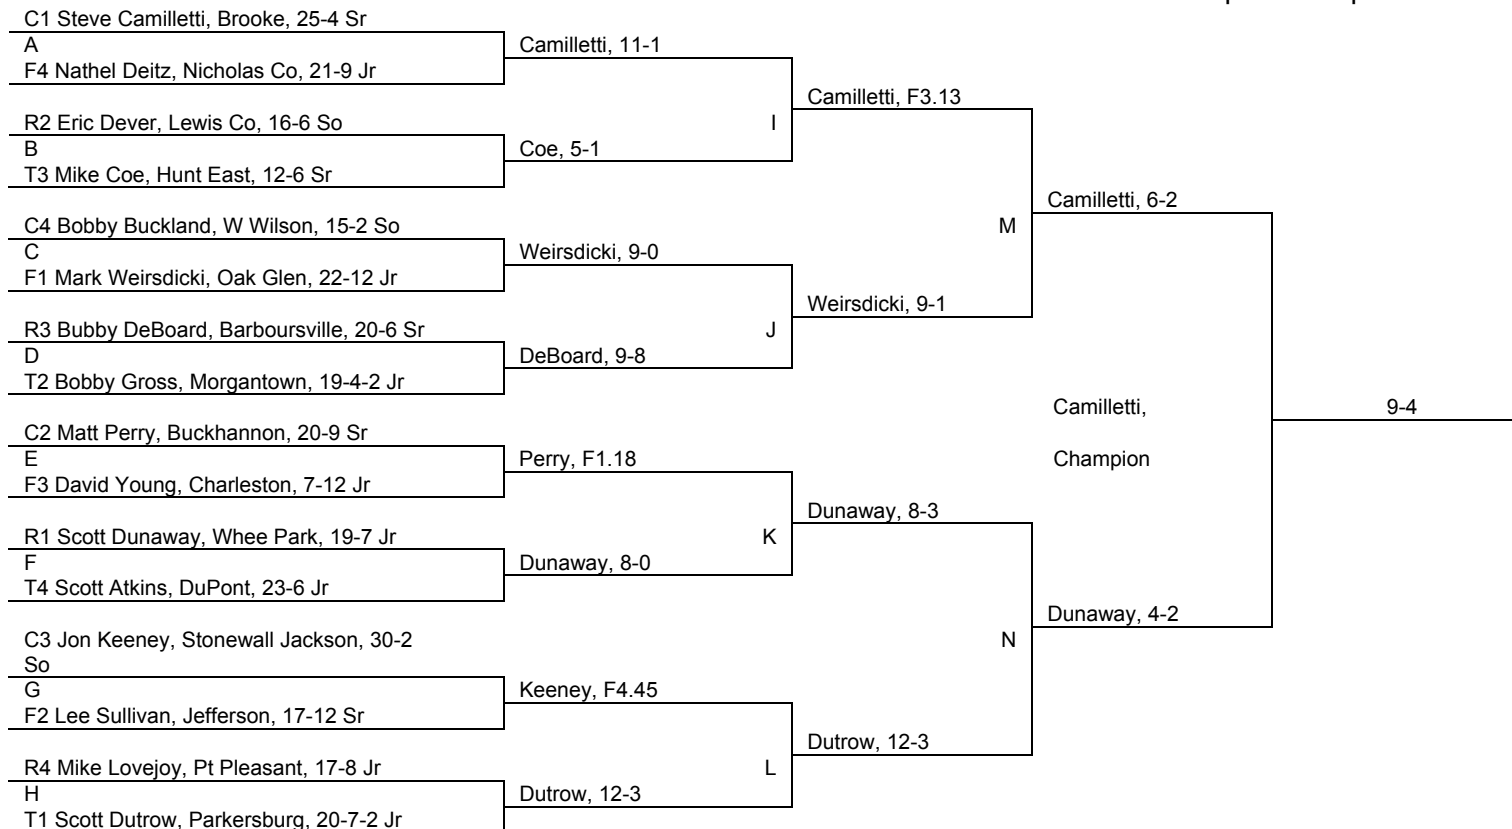 C1 Steve Camilletti, Brooke, 25-4 Sr
A
Camilletti, 11-1
F4 Nathel Deitz, Nicholas Co, 21-9 Jr
Camilletti, F3.13
R2 Eric Dever, Lewis Co, 16-6 So
I
B
Coe, 5-1
T3 Mike Coe, Hunt East, 12-6 Sr
Camilletti, 6-2
C4 Bobby Buckland, W Wilson, 15-2 So
M
C
Weirsdicki, 9-0
F1 Mark Weirsdicki, Oak Glen, 22-12 Jr
Weirsdicki, 9-1
R3 Bubby DeBoard, Barboursville, 20-6 Sr
J
D
DeBoard, 9-8
T2 Bobby Gross, Morgantown, 19-4-2 Jr
Camilletti,
9-4
C2 Matt Perry, Buckhannon, 20-9 Sr
E
Perry, F1.18
Champion
F3 David Young, Charleston, 7-12 Jr
Dunaway, 8-3
R1 Scott Dunaway, Whee Park, 19-7 Jr
K
F
Dunaway, 8-0
T4 Scott Atkins, DuPont, 23-6 Jr
Dunaway, 4-2
C3 Jon Keeney, Stonewall Jackson, 30-2
So
N
G
Keeney, F4.45
F2 Lee Sullivan, Jefferson, 17-12 Sr
Dutrow, 12-3
R4 Mike Lovejoy, Pt Pleasant, 17-8 Jr
L
H
Dutrow, 12-3
T1 Scott Dutrow, Parkersburg, 20-7-2 Jr